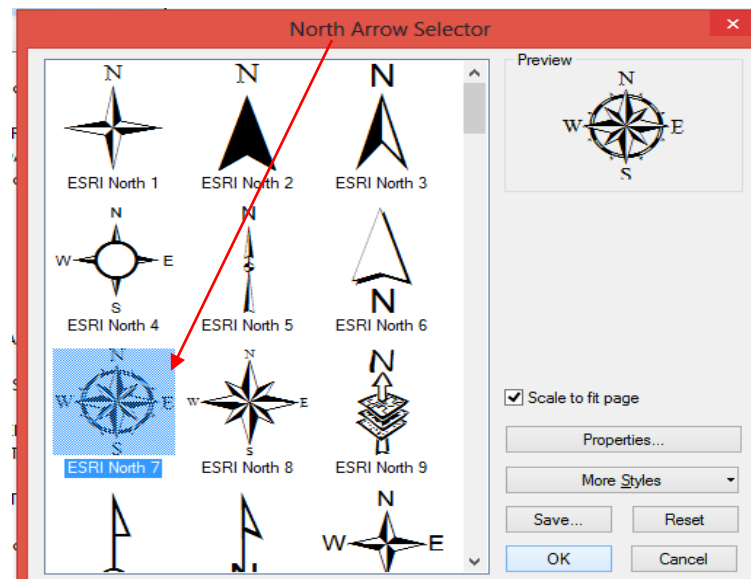 North Arrow Selector
×
N N N
ESRI North 1 ESRI North 2 ESRI North 3
N N
W E
S N
ESRI North 4 ESRI North 5 ESRI North 6
N N N
W E W E
S S
ESRI North 7 ESRI North 8 ESRI North 9
N
W E
N
Preview
N
W E
S
Scale to fit page
Properties...
More Styles
Save... Reset
OK Cancel